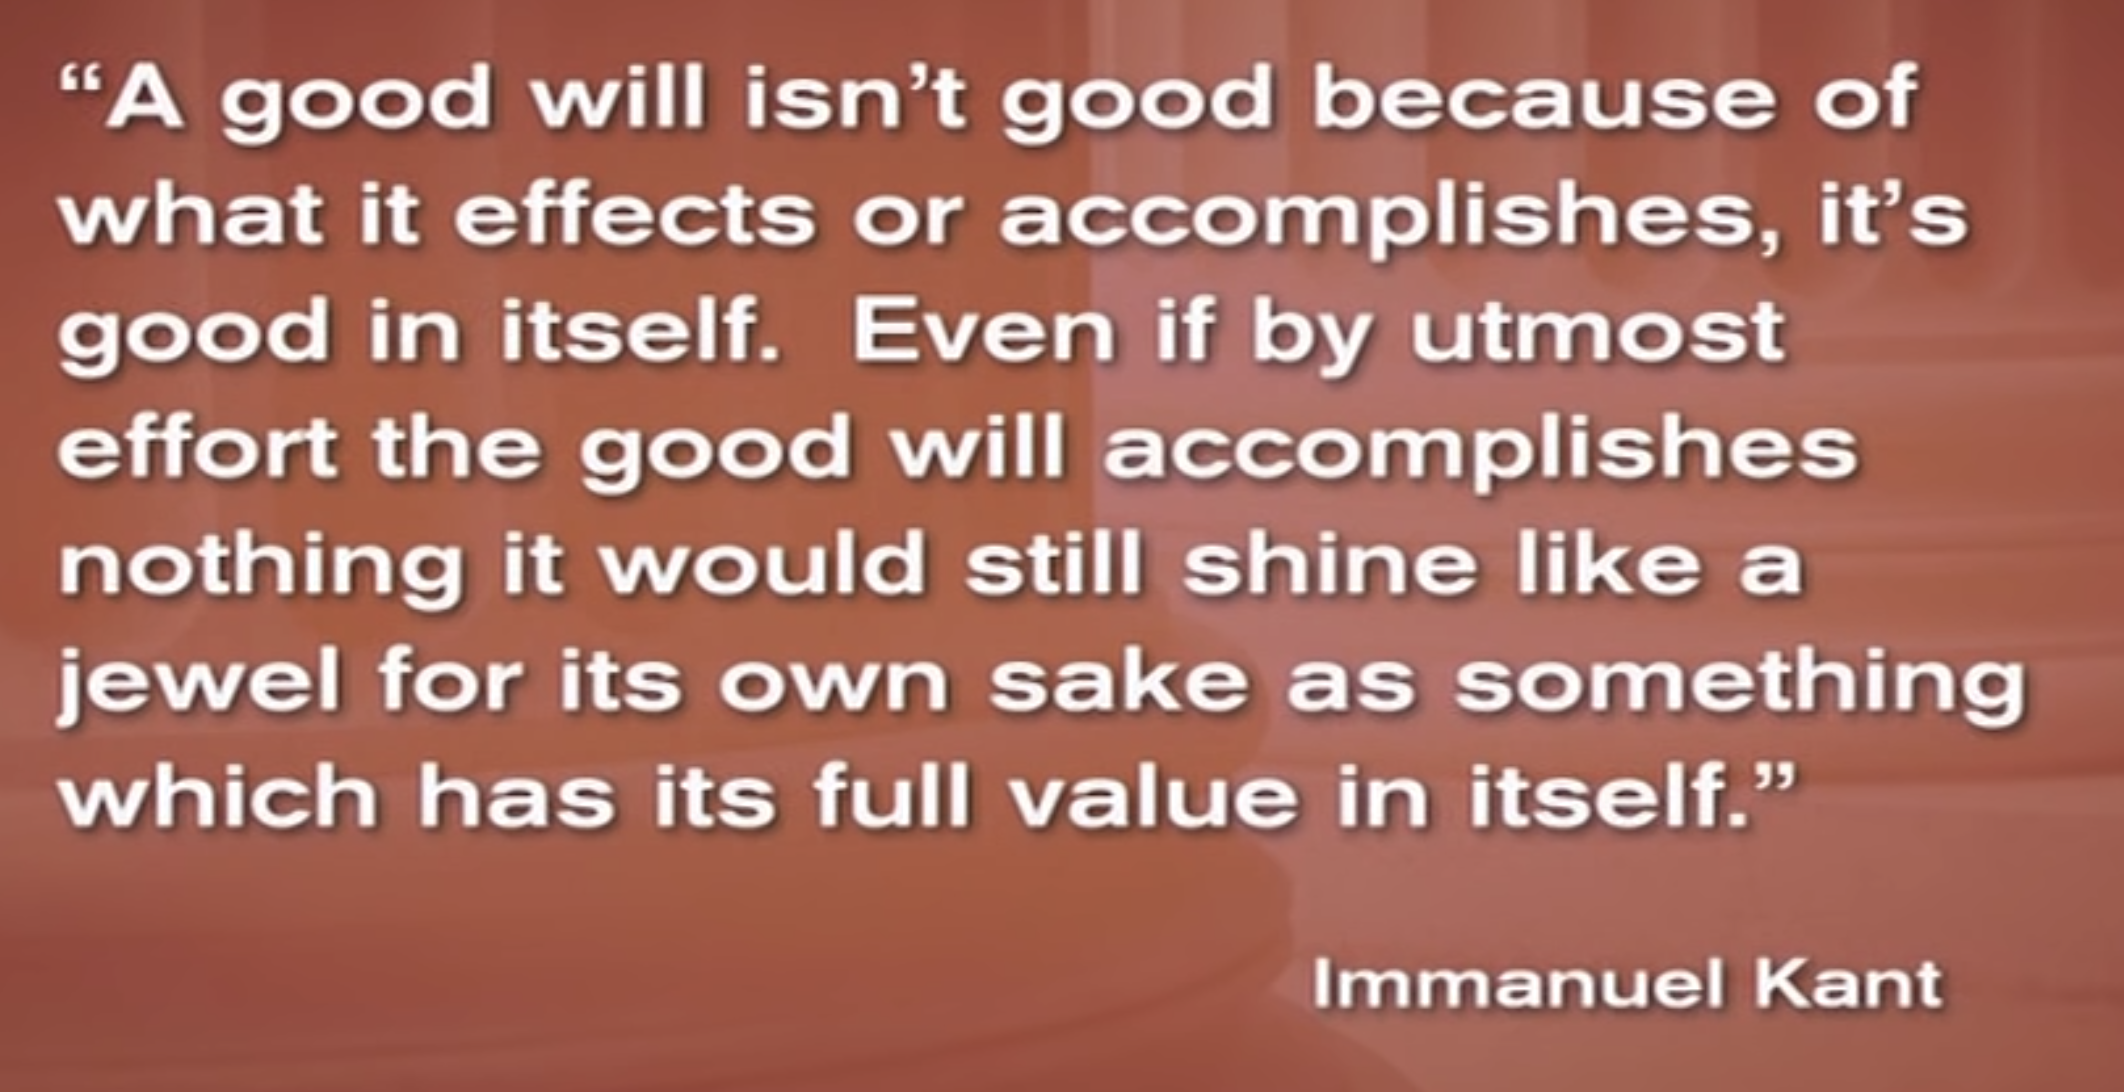 “A good will isn’t good because of
what it effects or accomplishes, it’s
good in itself.  Even if by utmost
effort the good will accomplishes
nothing it would still shine like a
jewel for its own sake as something
which has its full value in itself.”
Immanuel Kant